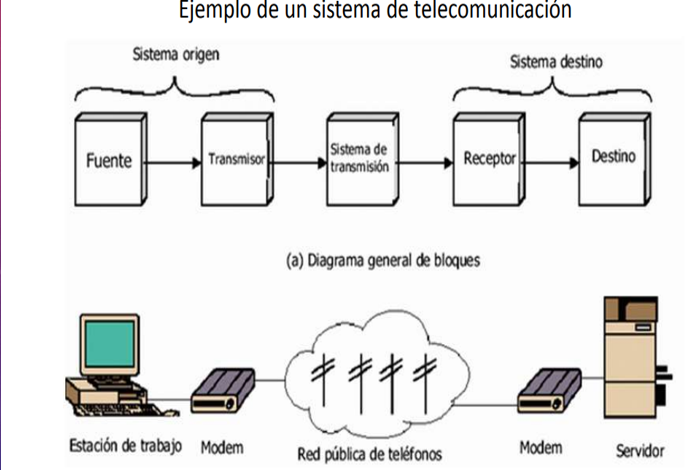 Ejemplo de un sistema de telecomunicación
Sistema origen
Sistema destino
Fuente
Transmisor
Sistema de
transmisión
Receptor
Destino
(a) Diagrama general de bloques
Estación de trabajo
Modem
Red pública de teléfonos
Modem
Servidor